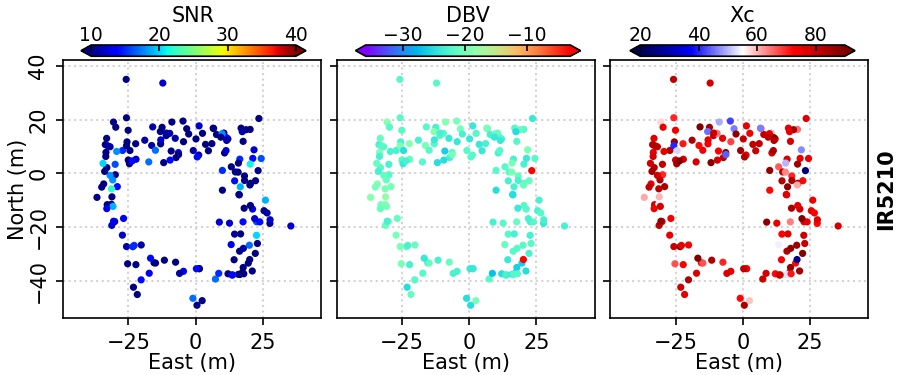 SNR DBV Xc
10 20 30 40 −30 −20 −10 20 40 60 80
40
20
0
−20
−40
North (m)
−25 0 25 −25 0 25 −25 0 25
East (m) East (m) East (m)
IR5210